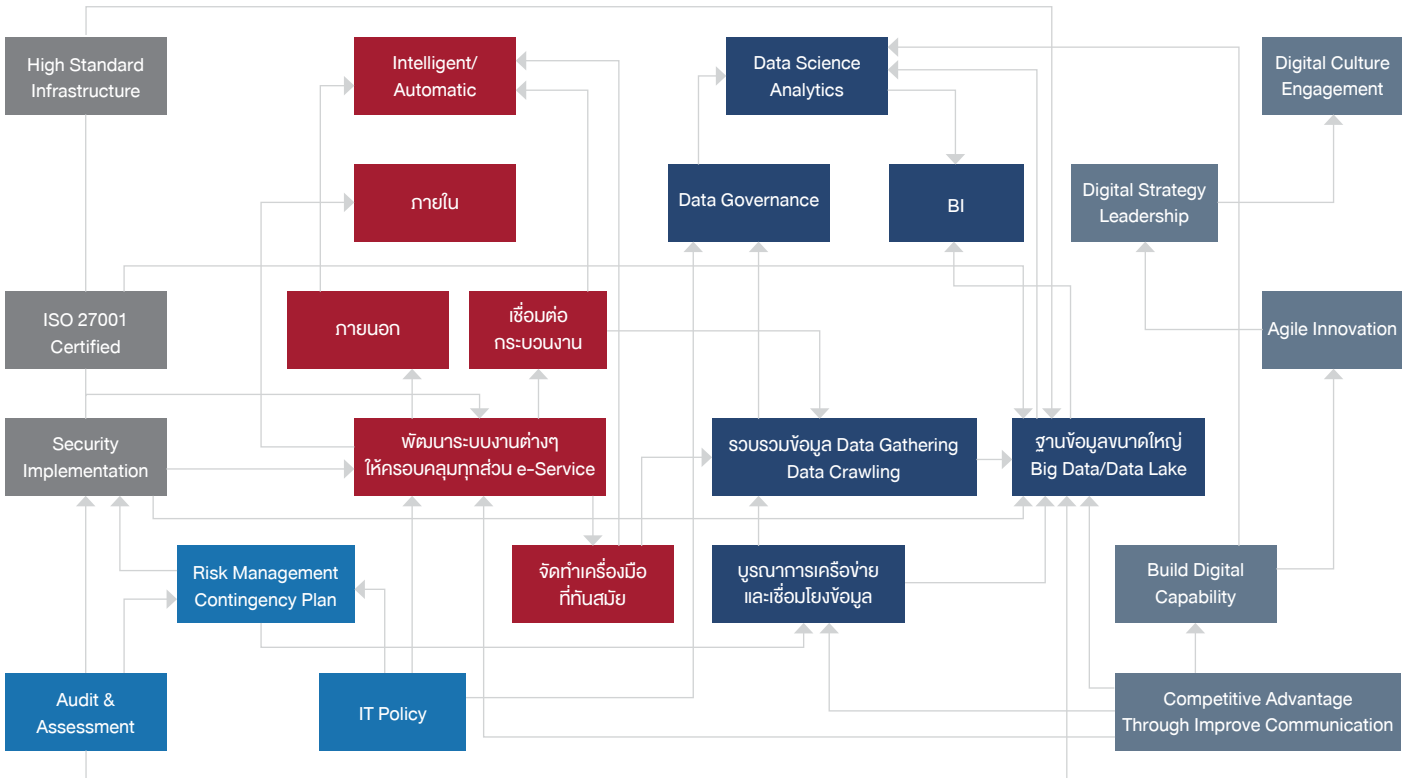 High Standard
Infrastructure
Intelligent/
Automatic
Data Science
Analytics
Digital Culture
Engagement
ภายใน
Data Governance
BI
Digital Strategy
Leadership
ISO 27001
Certified
ภายนอก
เชื่อมต่อ
กระบวนงาน
Agile Innovation
Security
Implementation
พัฒนาระบบงานต่างๆ
ให้ครอบคลุมทุกส่วน e-Service
รวบรวมข้อมูล Data Gathering
Data Crawling
ฐานข้อมูลขนาดใหญ่
Big Data/Data Lake
Risk Management
Contingency Plan
จัดทำเครื่องมือ
ที่ทันสมัย
บูรณาการเครือข่าย
และเชื่อมโยงข้อมูล
Build Digital
Capability
Audit &
Assessment
IT Policy
Competitive Advantage
Through Improve Communication